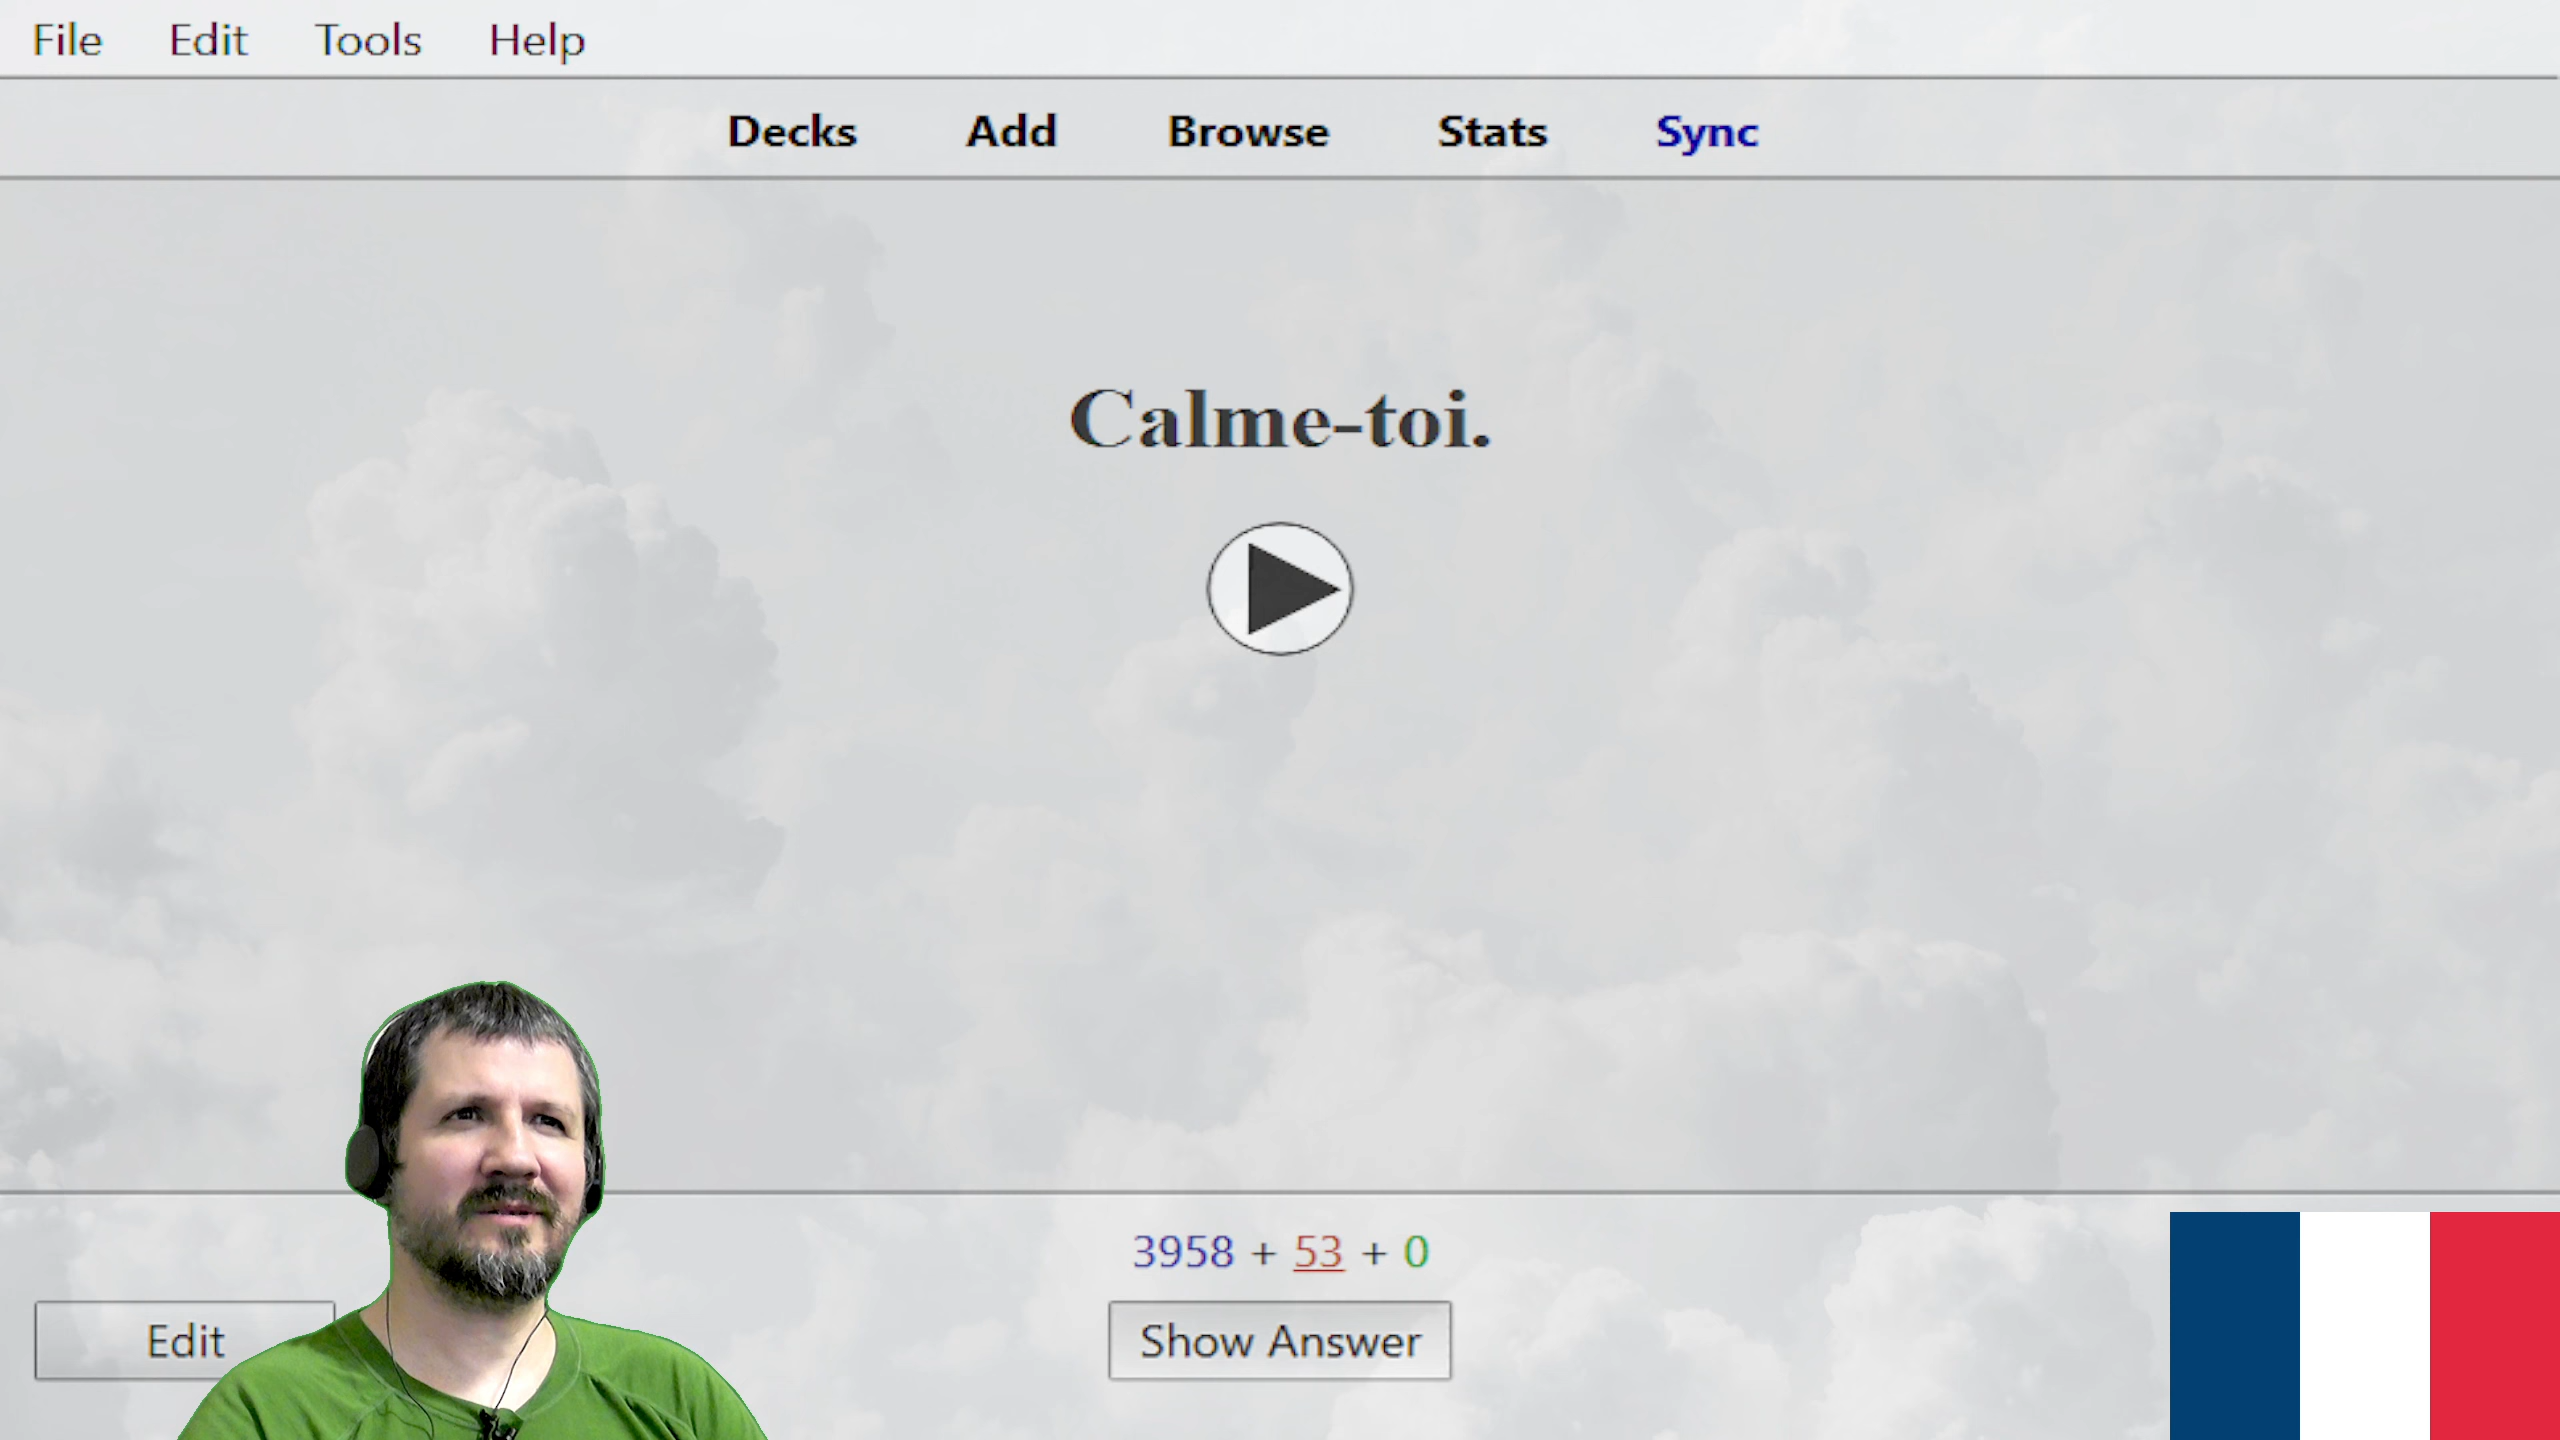 File Edit Tools Help
Decks Add Browse Stats Sync
Calme-toi.
3958 + 53 + 0
Edit
Show Answer